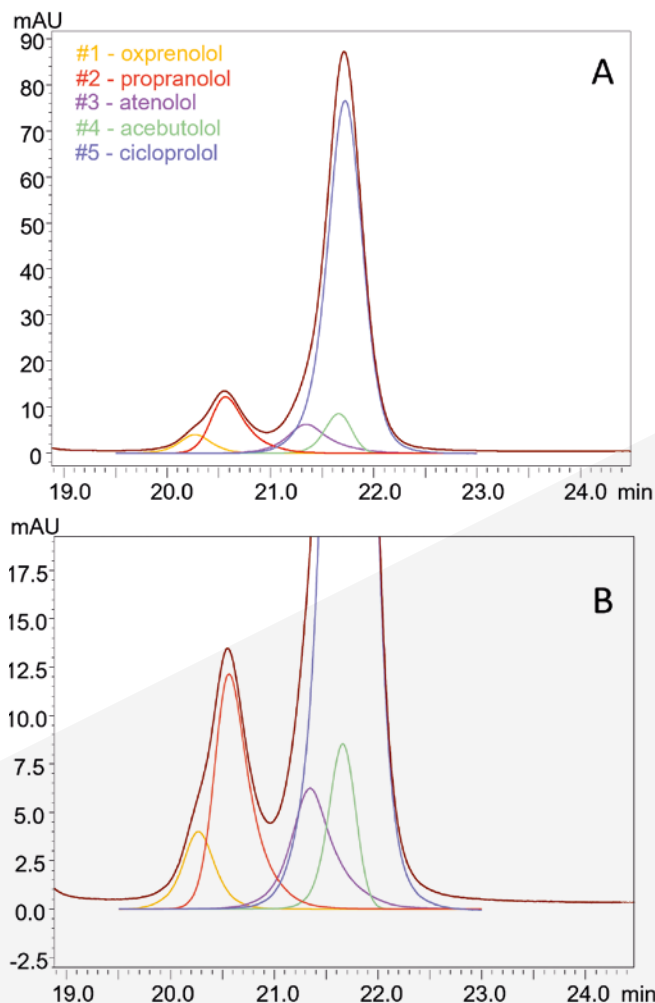 mAU
90
80
70
60
50
40
30
20
10
0
#1 - oxprenolol
#2 - propranolol
#3 - atenolol
#4 - acebutolol
#5 - cicloprolol
A
19.0 20.0 21.0 22.0 23.0 24.0 min
mAU
17.5
15.0
12.5
10.0
7.5
5.0
2.5
0.0
-2.5
B
19.0 20.0 21.0 22.0 23.0 24.0 min